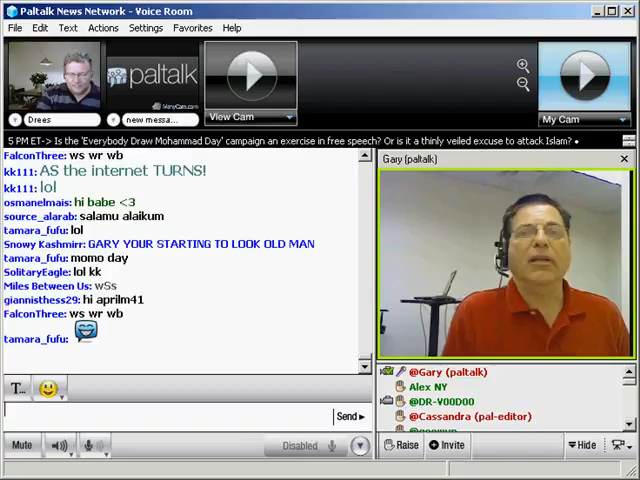 Paltalk News Network - Voice Room
File Edit Text Actions Settings Favorites Help
paltalk
ManyCam.com
Drees
new messa...
View Cam
My Cam
5 PM ET-> Is the 'Everybody Draw Mohammad Day' campaign an exercise in free speech? Or is it a thinly veiled excuse to attack Islam? •
FalconThree: ws wr wb
kk111: AS the internet TURNS!
kk111: lol
osmanelmais: hi babe <3
source_alarab: salamu alaikum
tamara_fufu: lol
Snowy Kashmirr: GARY YOUR STARTING TO LOOK OLD MAN
tamara_fufu: momo day
SolitaryEagle: lol kk
Miles Between Us: wSs
giannisthess29: hi aprilm41
FalconThree: ws wr wb
tamara_fufu:
Gary (paltalk)
@Gary (paltalk)
Alex NY
@DR-V00D00
@Cassandra (pal-editor)
T...
Send
Mute
Disabled
Raise
Invite
Hide